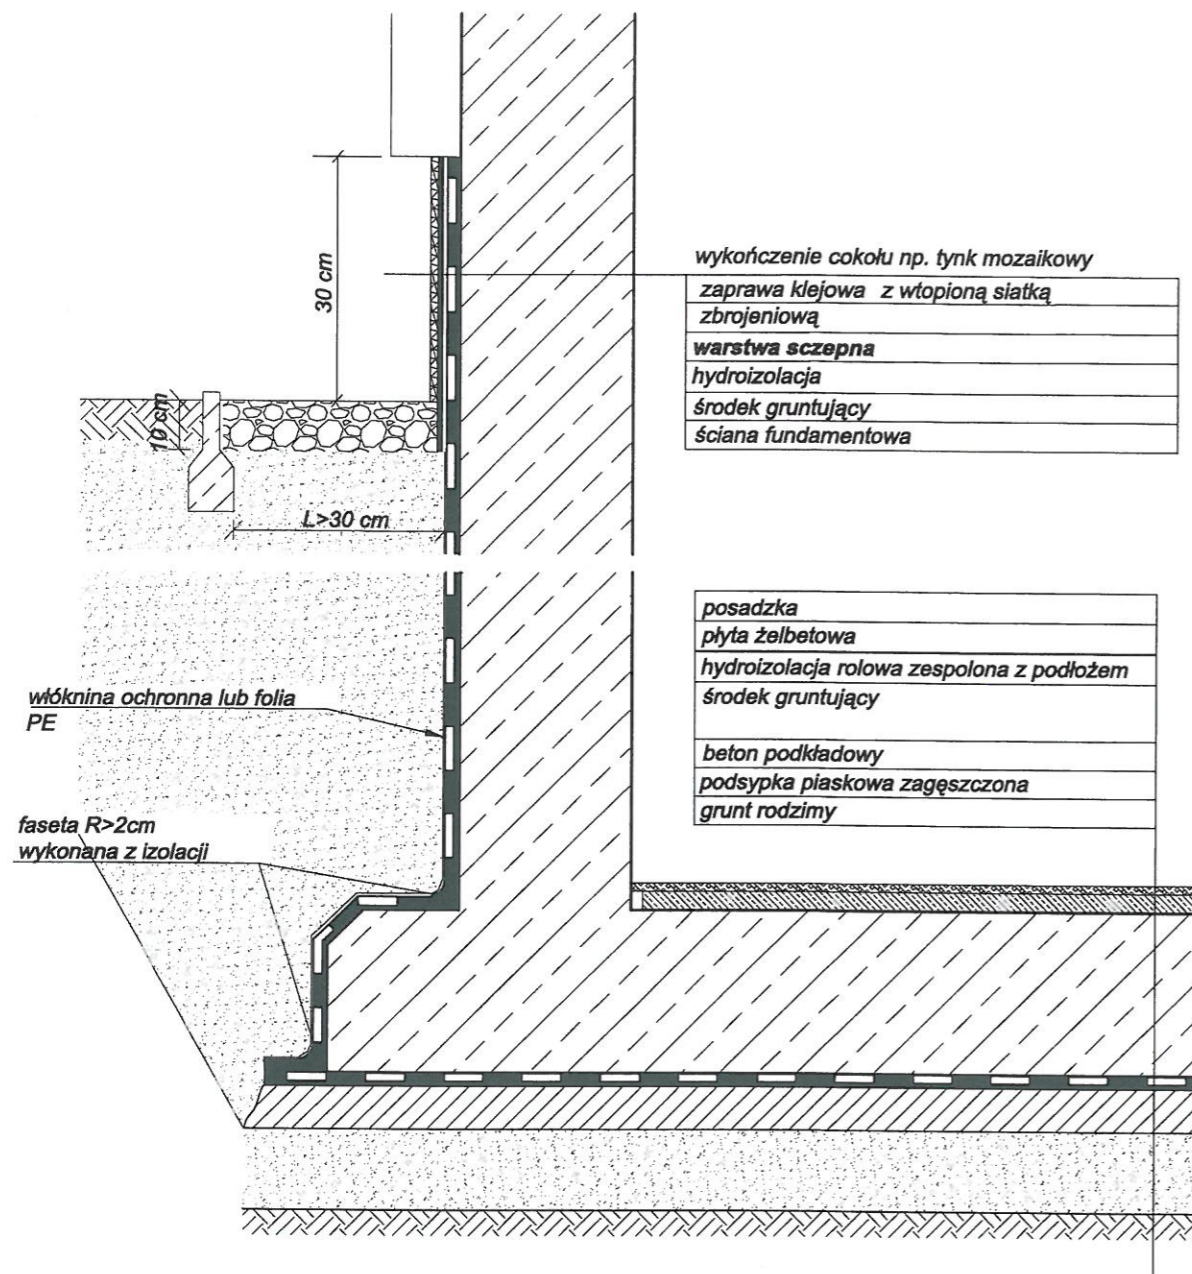 30 cm
wykończenie cokołu np. tynk mozaikowy
zaprawa klejowa z wtopioną siatką
zbrojeniową
warstwa sczepna
hydroizolacja
środek gruntujący
ściana fundamentowa
10 cm
L>30 cm
posadzka
płyta żelbetowa
hydroizolacja rolowa zespolona z podłożem
środek gruntujący
beton podkładowy
podsypka piaskowa zagęszczona
grunt rodzimy
włóknina ochronna lub folia
PE
faseta R>2cm
wykonana z izolacji